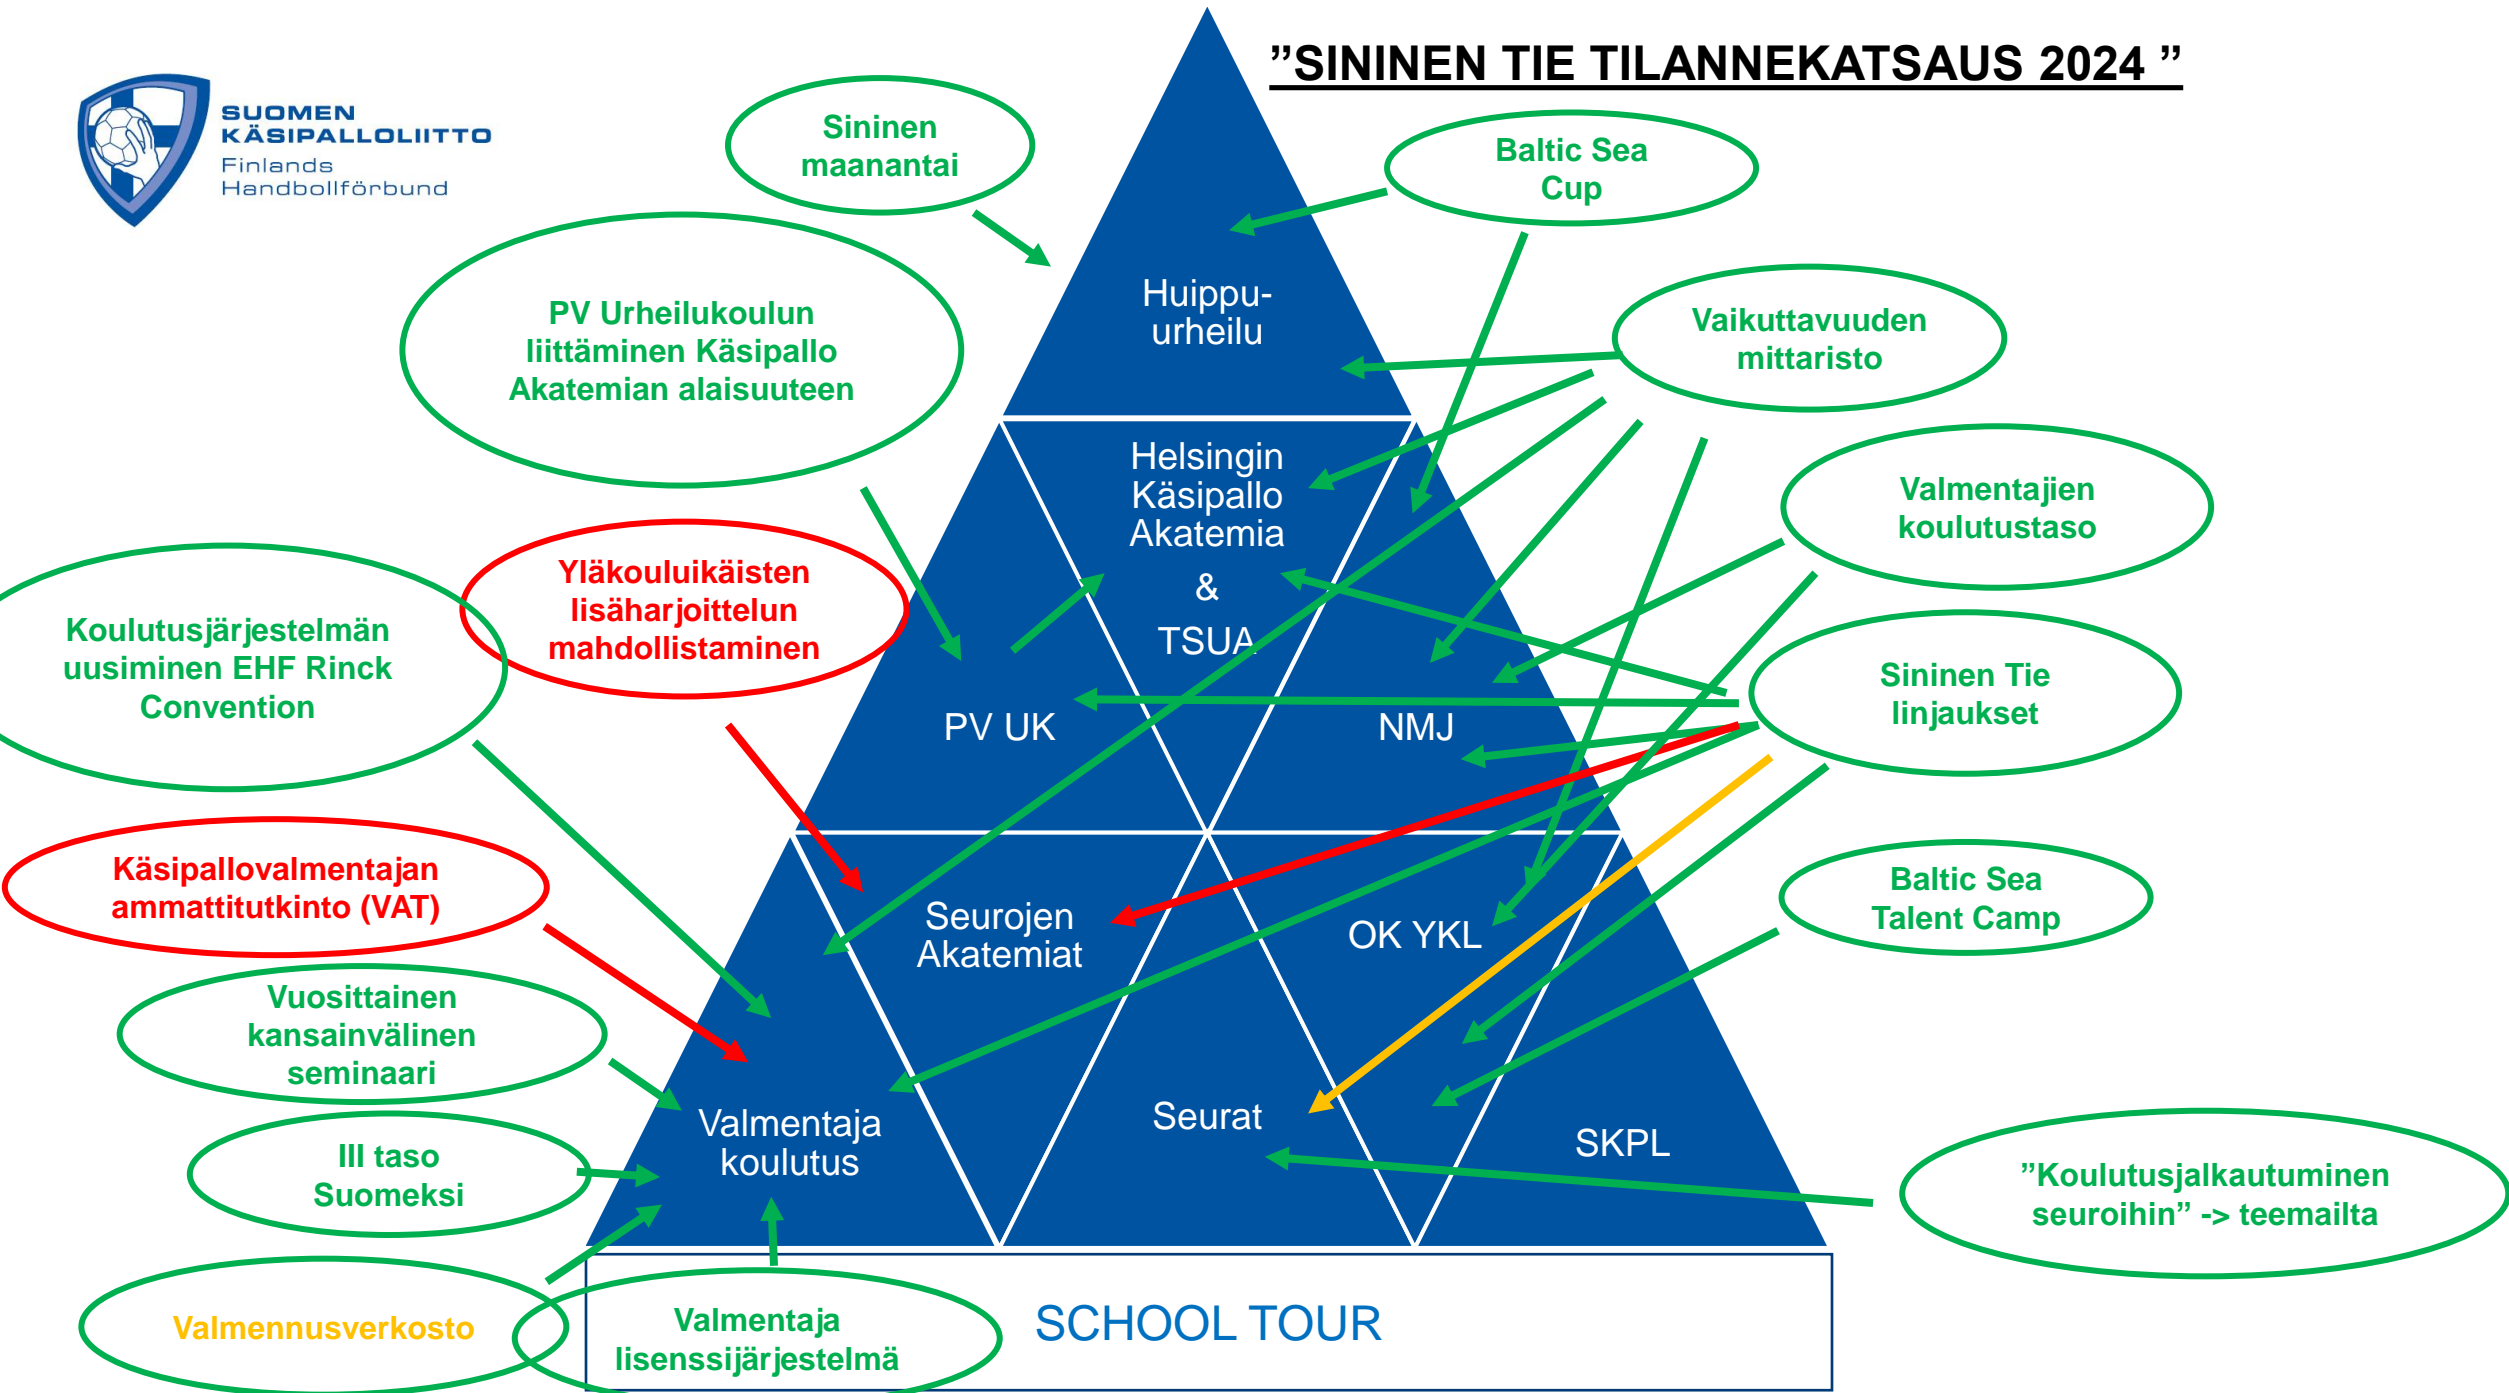 ”SININEN TIE TILANNEKATSAUS 2024 ”
SUOMEN
KÄSIPALLOLIITTO
Finlands
Handbollförbund
Sininen
maanantai
Baltic Sea
Cup
Huippu-
urheilu
PV Urheilukoulun
liittäminen Käsipallo
Akatemian alaisuuteen
Vaikuttavuuden
mittaristo
Helsingin
Käsipallo
Akatemia
&
TSUA
Valmentajien
koulutustaso
Yläkouluikäisten
lisäharjoittelun
mahdollistaminen
Koulutusjärjestelmän
uusiminen EHF Rinck
Convention
Sininen Tie
linjaukset
PV UK
NMJ
Käsipallovalmentajan
ammattitutkinto (VAT)
Seurojen
Akatemiat
OK YKL
Baltic Sea
Talent Camp
Vuosittainen
kansainvälinen
seminaari
Valmentaja
koulutus
Seurat
SKPL
III taso
Suomeksi
”Koulutusjalkautuminen
seuroihin” -> teemailta
Valmennusverkosto
Valmentaja
lisenssijärjestelmä
SCHOOL TOUR